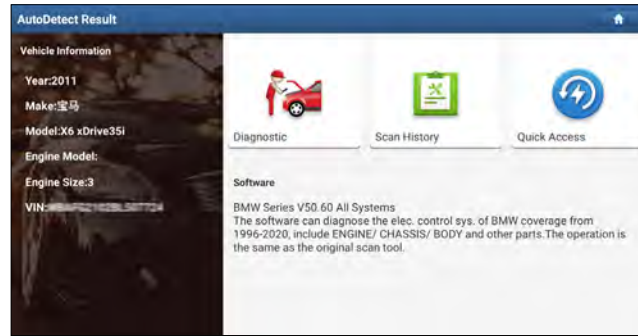 AutoDetect Result
Vehicle Information
Year:2011
Make:宝马
Model:X6 xDrive35i
Engine Model:
Engine Size:3
VIN:
Diagnostic
Scan History
Quick Access
Software
BMW Series V50.60 All Systems
The software can diagnose the elec. control sys. of BMW coverage from
1996-2020, include ENGINE/ CHASSIS/ BODY and other parts.The operation is
the same as the original scan tool.